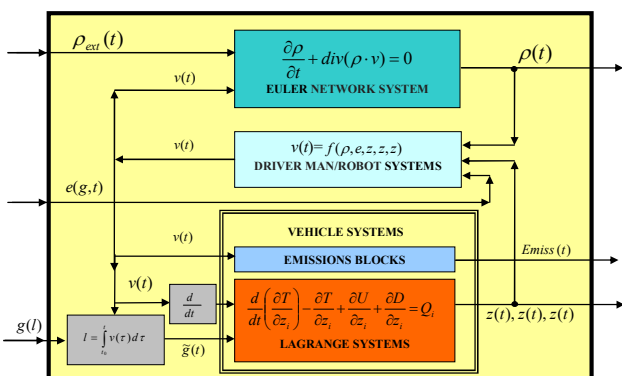 ρ_ext(t)
∂ρ/∂t + div(ρ·v) = 0
EULER NETWORK SYSTEM
ρ(t)
v(t)
v(t)
v(t)= f(ρ,e,z,z,z)
DRIVER MAN/ROBOT SYSTEMS
e(g,t)
VEHICLE SYSTEMS
v(t)
EMISSIONS BLOCKS
Emiss(t)
v(t)
d/dt
d/dt(∂T/∂z_i) − ∂T/∂z_i + ∂U/∂z_i + ∂D/∂z_i = Q_i
LAGRANGE SYSTEMS
z(t), z(t), z(t)
g(l)
l = ∫_{t_0}^{t} v(τ)dτ
g̃(t)